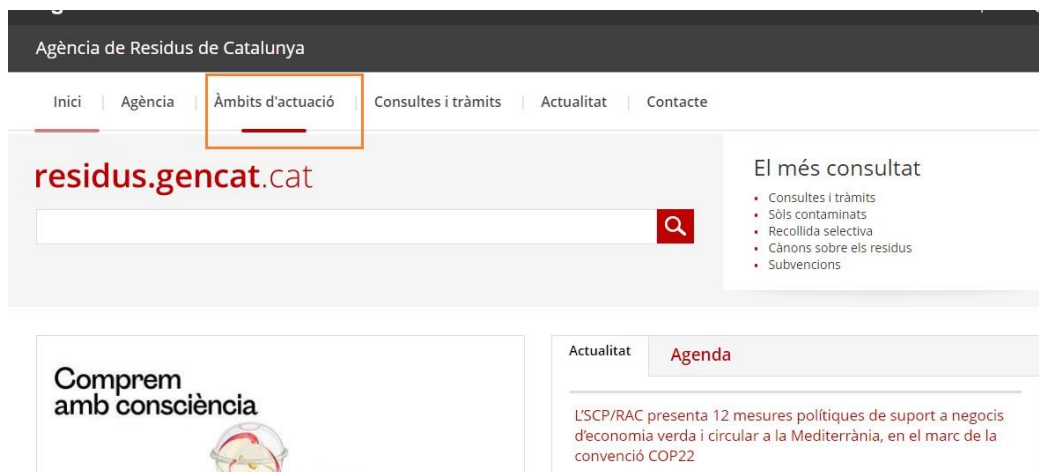 Agència de Residus de Catalunya
Inici | Agència | Àmbits d'actuació | Consultes i tràmits | Actualitat | Contacte
residus.gencat.cat
El més consultat
• Consultes i tràmits
• Sòls contaminats
• Recollida selectiva
• Cànons sobre els residus
• Subvencions
Comprem
amb consciència
Actualitat
Agenda
L'SCP/RAC presenta 12 mesures polítiques de suport a negocis
d'economia verda i circular a la Mediterrània, en el marc de la
convenció COP22